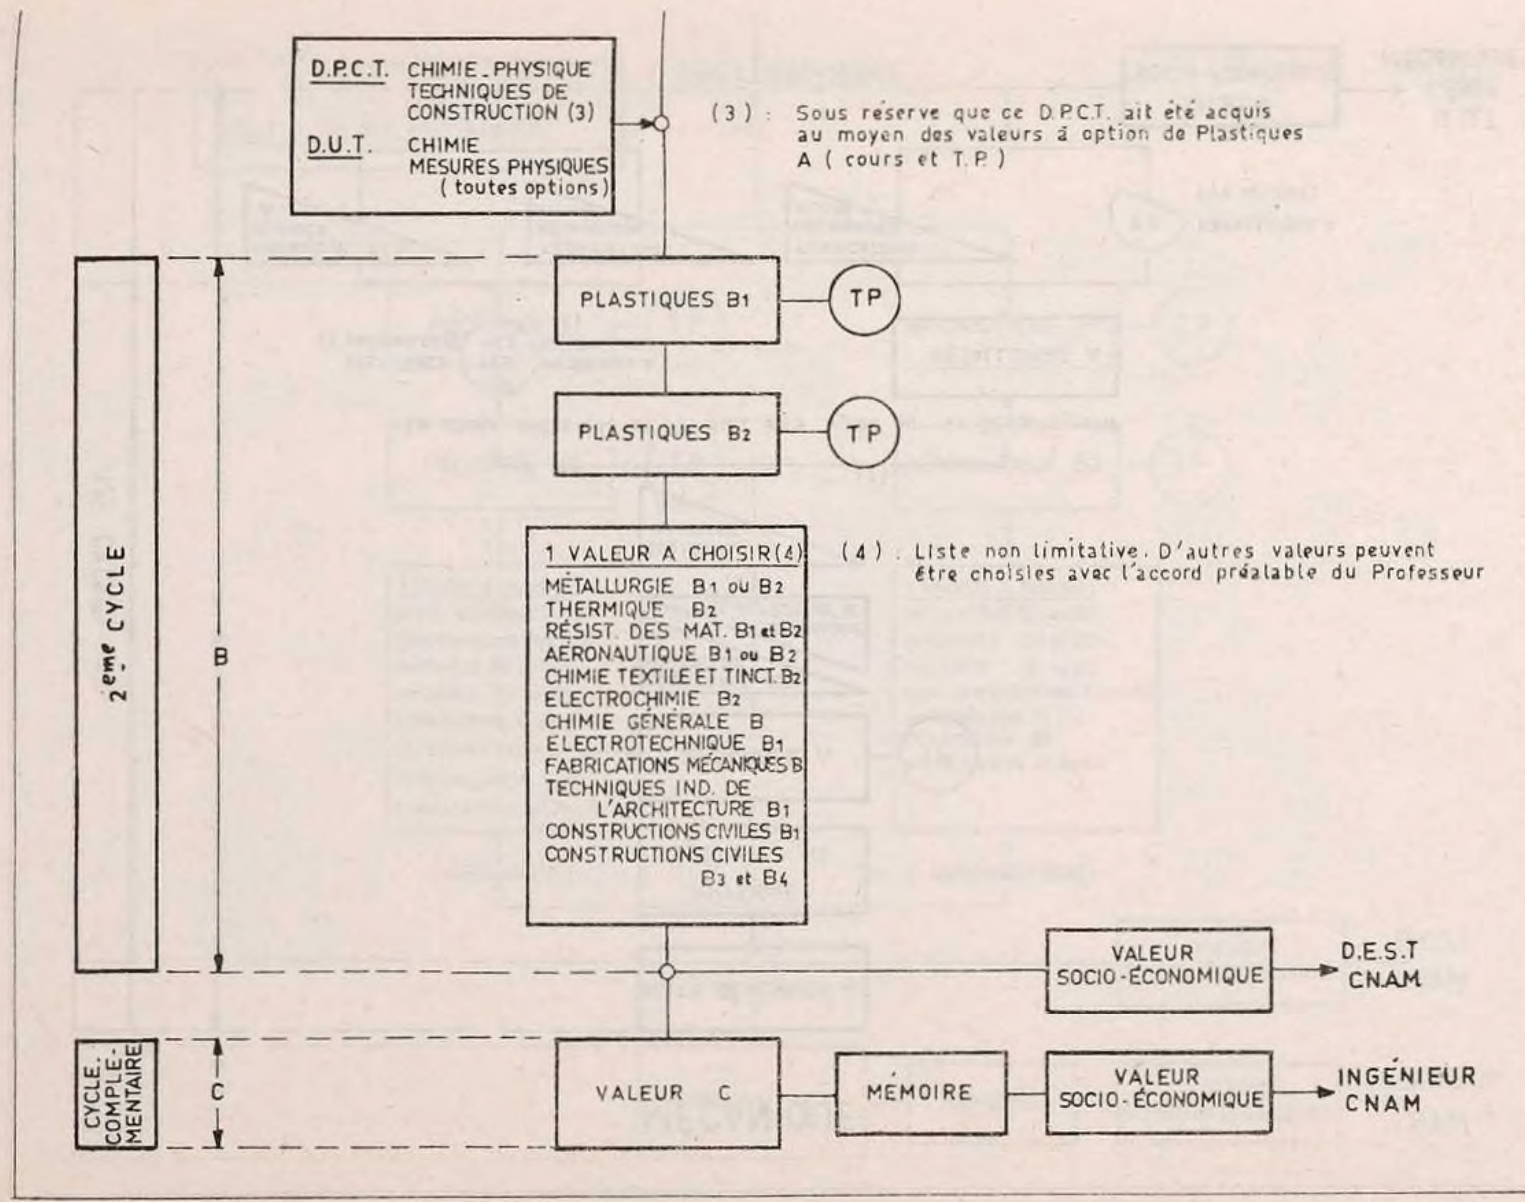 D.P.C.T. CHIMIE_PHYSIQUE
TECHNIQUES DE
CONSTRUCTION (3)
D.U.T. CHIMIE
MESURES PHYSIQUES
( toutes options)
(3) : Sous réserve que ce D.P.C.T. ait été acquis
au moyen des valeurs à option de Plastiques
A ( cours et T.P. )
PLASTIQUES B1
TP
PLASTIQUES B2
TP
2eme CYCLE
B
1 VALEUR A CHOISIR (4)
MÉTALLURGIE B1 ou B2
THERMIQUE B2
RÉSIST. DES MAT. B1 et B2
AÉRONAUTIQUE B1 ou B2
CHIMIE TEXTILE ET TINCT. B2
ELECTROCHIMIE B2
CHIMIE GÉNÉRALE B
ELECTROTECHNIQUE B1
FABRICATIONS MÉCANIQUES B
TECHNIQUES IND. DE
L'ARCHITECTURE B1
CONSTRUCTIONS CIVILES B1
CONSTRUCTIONS CIVILES
B3 et B4
(4) : Liste non limitative. D'autres valeurs peuvent
être choisies avec l'accord préalable du Professeur
VALEUR
SOCIO-ÉCONOMIQUE
D.E.S.T
C.N.A.M.
CYCLE.
COMPLE-
MENTAIRE
C
VALEUR C
MÉMOIRE
VALEUR
SOCIO-ÉCONOMIQUE
INGÉNIEUR
CNAM